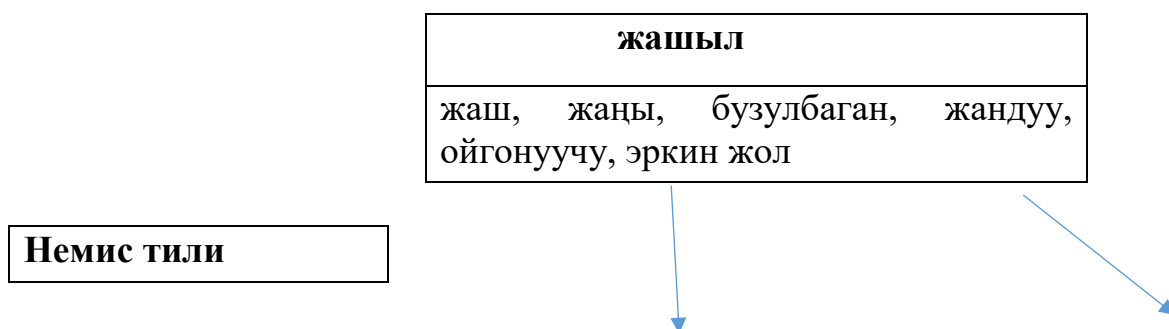 жашыл
жаш, жаңы, бузулбаган, жандуу,
ойгонуучу, эркин жол
Немис тили